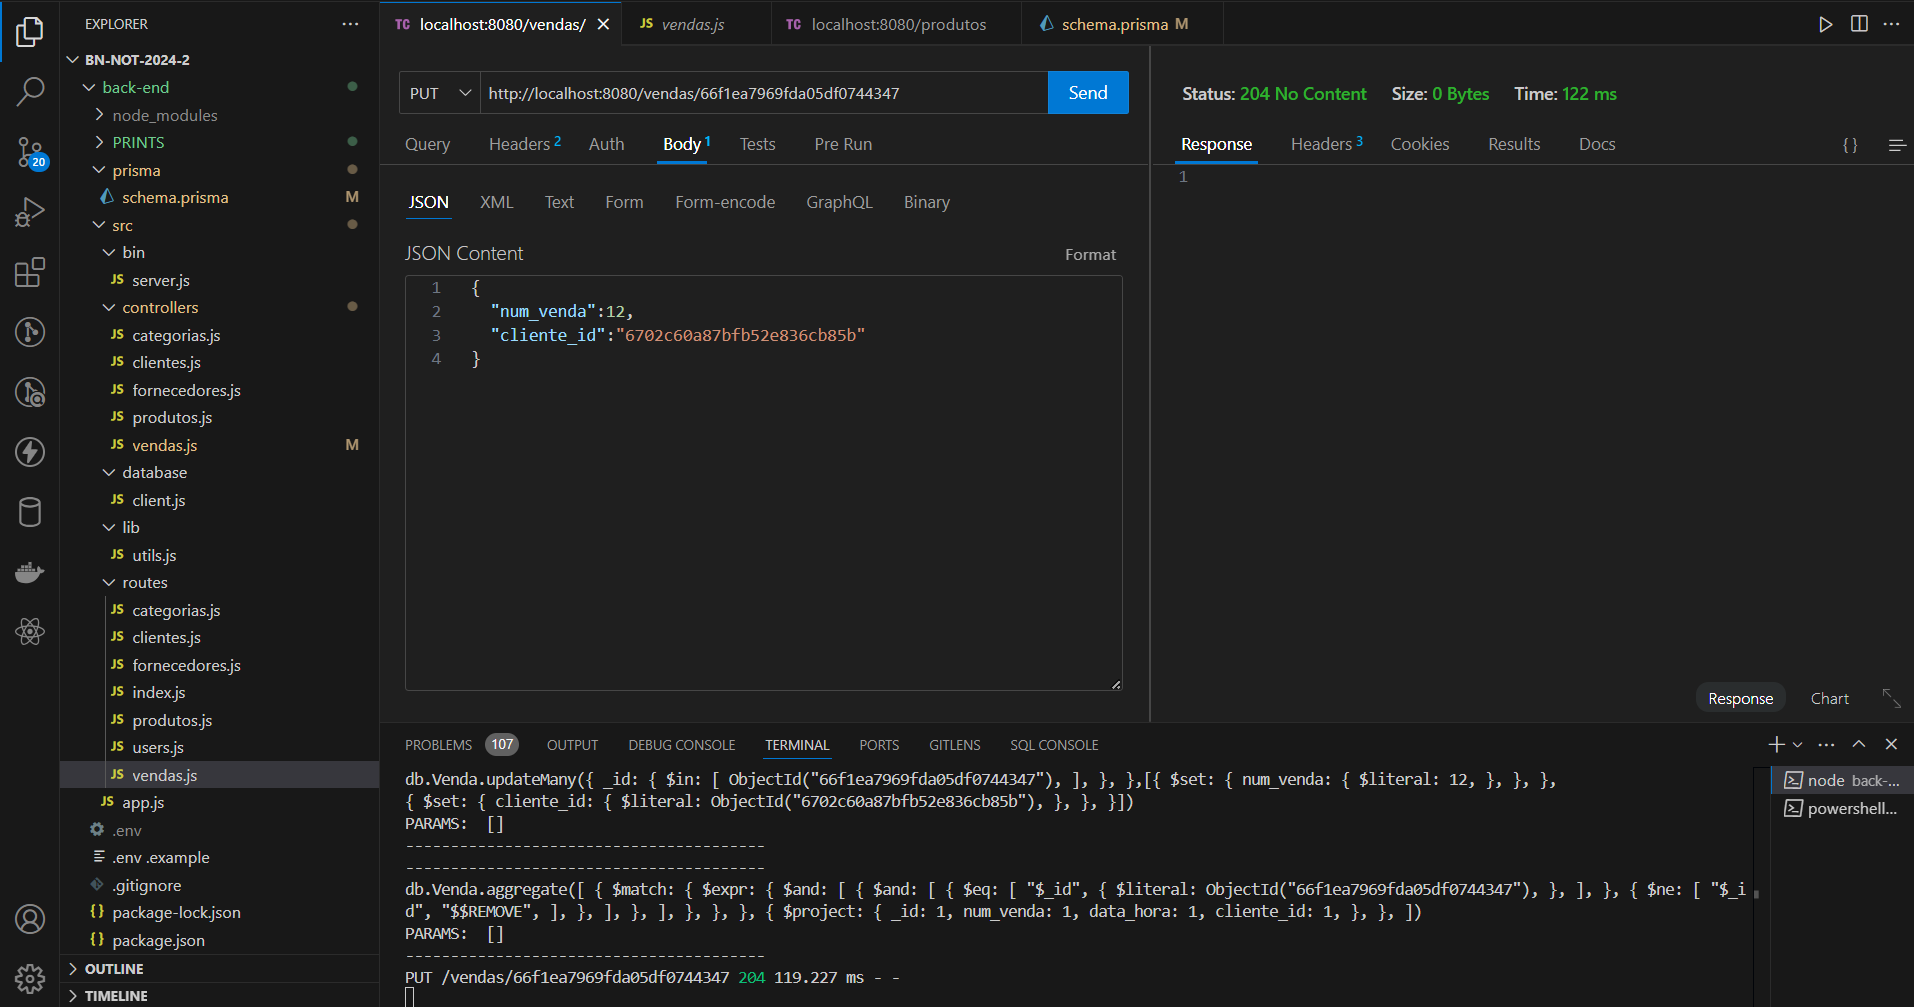 EXPLORER
BN-NOT-2024-2
back-end
node_modules
PRINTS
prisma
schema.prisma M
src
bin
JS server.js
controllers
JS categorias.js
JS clientes.js
JS fornecedores.js
JS produtos.js
JS vendas.js M
database
JS client.js
lib
JS utils.js
routes
JS categorias.js
JS clientes.js
JS fornecedores.js
JS index.js
JS produtos.js
JS users.js
JS vendas.js
JS app.js
.env
.env .example
.gitignore
{} package-lock.json
{} package.json
OUTLINE
TIMELINE
20
TC localhost:8080/vendas/
JS vendas.js
TC localhost:8080/produtos
schema.prisma M
PUT http://localhost:8080/vendas/66f1ea7969fda05df0744347 Send
Query Headers 2 Auth Body 1 Tests Pre Run
JSON XML Text Form Form-encode GraphQL Binary
JSON Content Format
1 {
2 "num_venda":12,
3 "cliente_id":"6702c60a87bfb52e836cb85b"
4 }
Status: 204 No Content Size: 0 Bytes Time: 122 ms
Response Headers 3 Cookies Results Docs { }
1
Response Chart
PROBLEMS 107 OUTPUT DEBUG CONSOLE TERMINAL PORTS GITLENS SQL CONSOLE
db.Venda.updateMany({ _id: { $in: [ ObjectId("66f1ea7969fda05df0744347"), ], }, },[{ $set: { num_venda: { $literal: 12, }, }, },
{ $set: { cliente_id: { $literal: ObjectId("6702c60a87bfb52e836cb85b"), }, }, }])
PARAMS: []
----------------------------------------
----------------------------------------
db.Venda.aggregate([ { $match: { $expr: { $and: [ { $and: [ { $eq: [ "$_id", { $literal: ObjectId("66f1ea7969fda05df0744347"), }, ], }, { $ne: [ "$_i
d", "$$REMOVE", ], }, ], }, ], }, }, }, { $project: { _id: 1, num_venda: 1, data_hora: 1, cliente_id: 1, }, }, ])
PARAMS: []
----------------------------------------
PUT /vendas/66f1ea7969fda05df0744347 204 119.227 ms - -
node back-...
powershell...